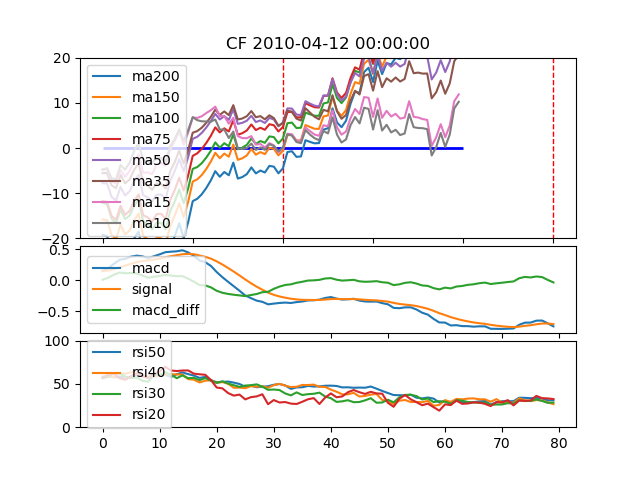 CF 2010-04-12 00:00:00
20
10
0
−10
−20
ma200
ma150
ma100
ma75
ma50
ma35
ma15
ma10
0.5
0.0
−0.5
macd
signal
macd_diff
100
50
0
rsi50
rsi40
rsi30
rsi20
0 10 20 30 40 50 60 70 80